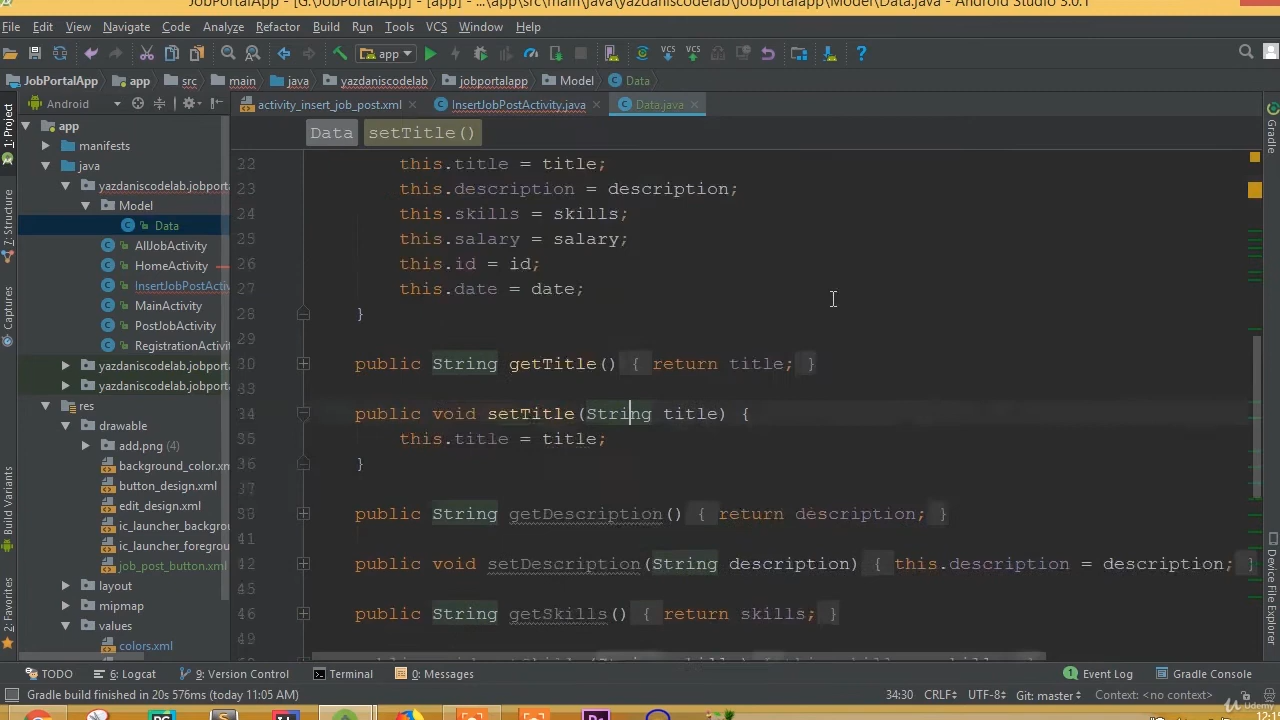 JobPortalApp - [G:\JobPortalApp] - [app] - ...\app\src\main\java\yazdaniscodelab\jobportalapp\Model\Data.java - Android Studio 3.0.1
File Edit View Navigate Code Analyze Refactor Build Run Tools VCS Window Help
app
JobPortalApp app src main java yazdaniscodelab jobportalapp Model Data
Android
activity_insert_job_post.xml InsertJobPostActivity.java Data.java
Data setTitle()
1: Project
7: Structure
Captures
Build Variants
2: Favorites
app
manifests
java
yazdaniscodelab.jobporta
Model
Data
AllJobActivity
HomeActivity
InsertJobPostActiv
MainActivity
PostJobActivity
RegistrationActivity
yazdaniscodelab.jobporta
yazdaniscodelab.jobporta
res
drawable
add.png (4)
background_color.xm
button_design.xml
edit_design.xml
ic_launcher_backgrou
ic_launcher_foregrou
job_post_button.xml
layout
mipmap
values
colors.xml
22 this.title = title;
23 this.description = description;
24 this.skills = skills;
25 this.salary = salary;
26 this.id = id;
27 this.date = date;
28 }
29
30 public String getTitle() { return title; }
33
34 public void setTitle(String title) {
35 this.title = title;
36 }
37
38 public String getDescription() { return description; }
42 public void setDescription(String description) { this.description = description; }
45
46 public String getSkills() { return skills; }
49
Gradle
Device File Explorer
TODO 6: Logcat 9: Version Control Terminal 0: Messages Event Log Gradle Console
Gradle build finished in 20s 576ms (today 11:05 AM) 34:30 CRLF UTF-8 Git: master Context: <no context>
Udemy